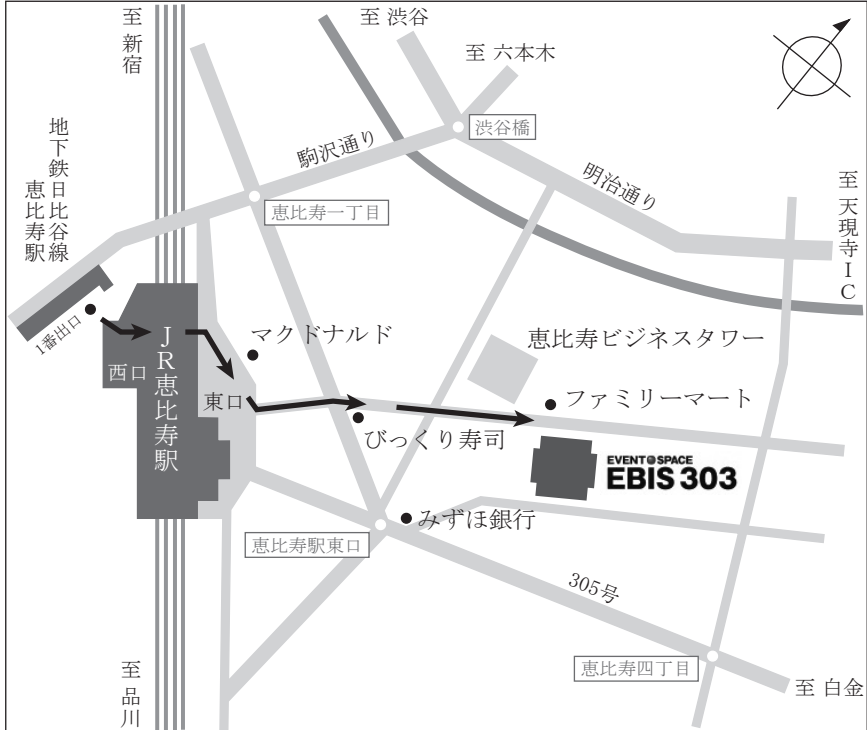 至 新宿
至 渋谷
至 六本木
渋谷橋
駒沢通り
明治通り
至 天現寺IC
地下鉄日比谷線
恵比寿駅
恵比寿一丁目
1番出口
西口
JR恵比寿駅
マクドナルド
東口
恵比寿ビジネスタワー
ファミリーマート
びっくり寿司
EVENT SPACE
EBIS 303
みずほ銀行
恵比寿駅東口
305号
恵比寿四丁目
至 白金
至 品川